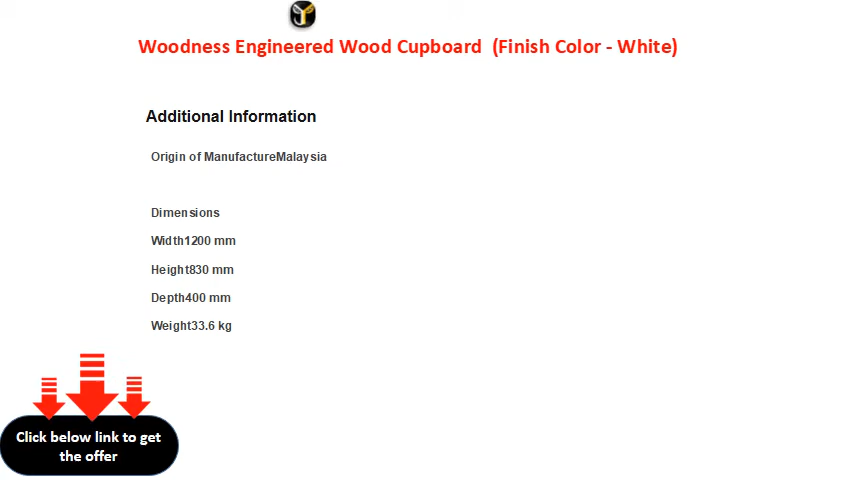 Woodness Engineered Wood Cupboard  (Finish Color - White)
Additional Information
Origin of ManufactureMalaysia
Dimensions
Width1200 mm
Height830 mm
Depth400 mm
Weight33.6 kg
Click below link to get
the offer